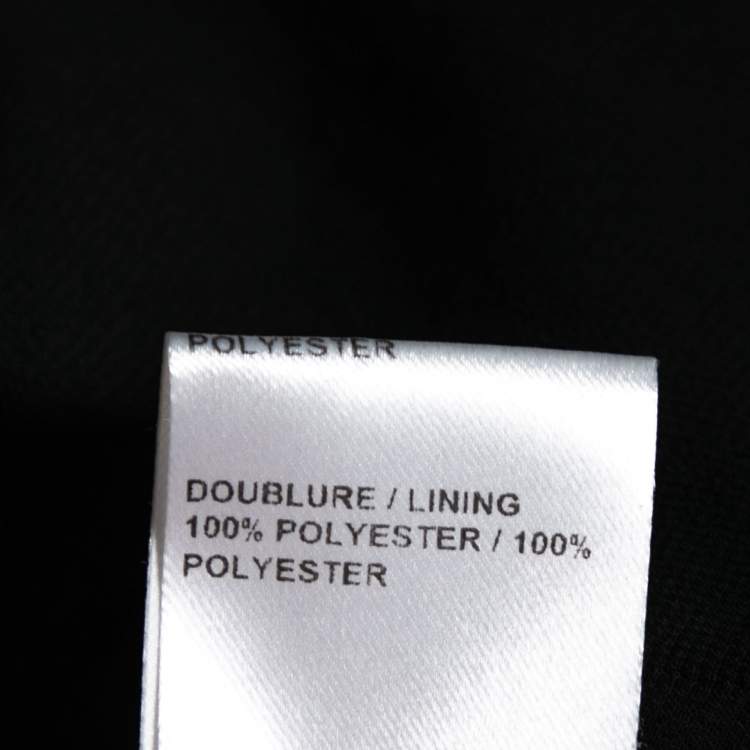 POLYESTER
DOUBLURE / LINING
100% POLYESTER / 100%
POLYESTER